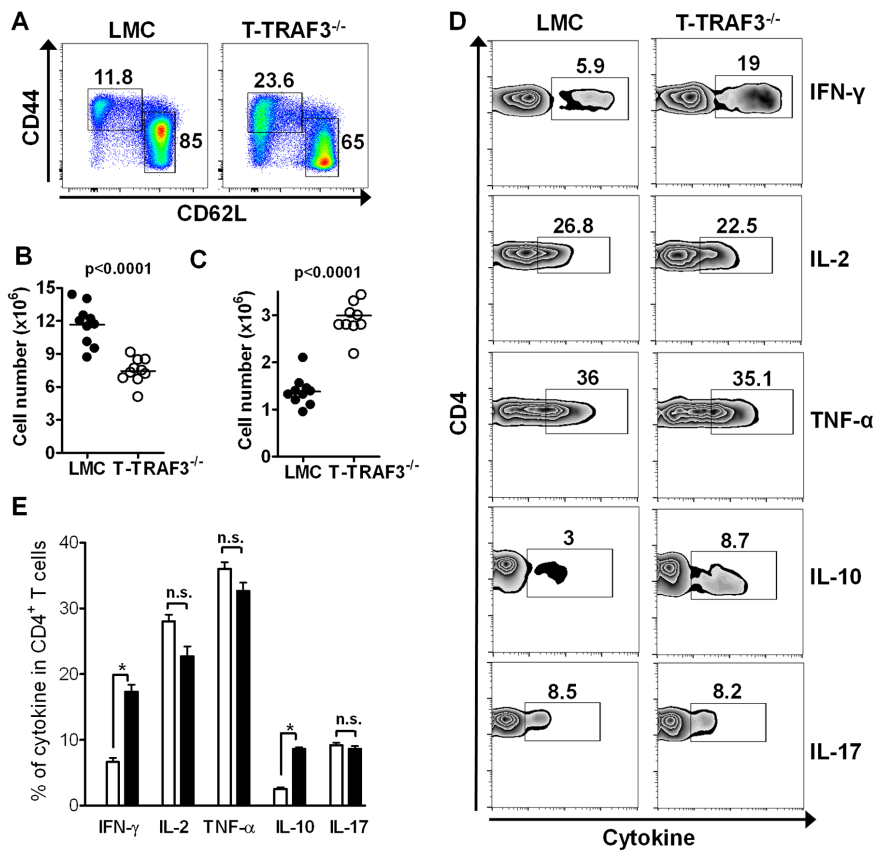 A
LMC
T-TRAF3-/-
11.8
23.6
85
65
CD44
CD62L
B
p<0.0001
Cell number (x10⁶)
15
12
9
6
3
0
LMC T-TRAF3-/-
C
p<0.0001
Cell number (x10⁶)
3
2
1
0
LMC T-TRAF3-/-
D
LMC
T-TRAF3-/-
5.9
19
IFN-γ
26.8
22.5
IL-2
36
35.1
TNF-α
3
8.7
IL-10
8.5
8.2
IL-17
CD4
Cytokine
E
% of cytokine in CD4⁺ T cells
40
30
20
10
0
*
n.s.
n.s.
*
n.s.
IFN-γ IL-2 TNF-α IL-10 IL-17